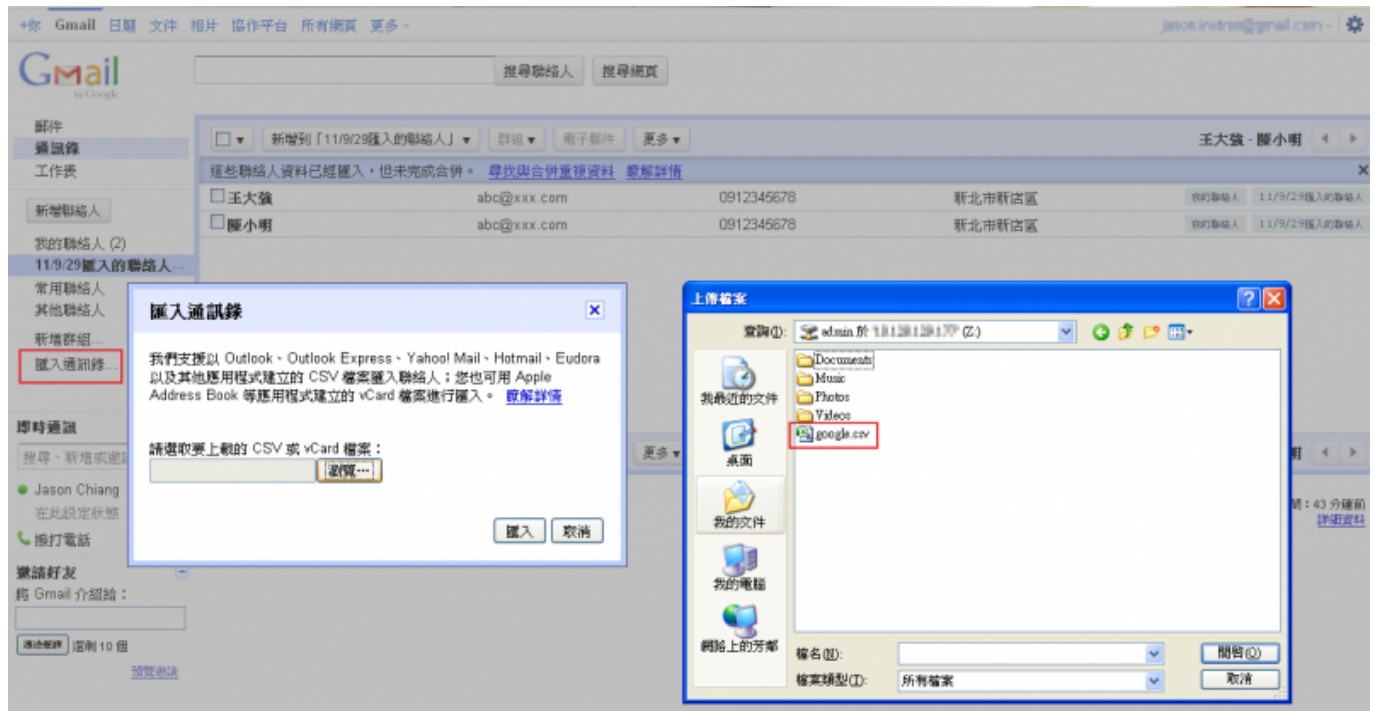 +你 Gmail 日曆 文件 相片 協作平台 所有網頁 更多
Gmail
by Google
搜尋聯絡人 搜尋網頁
郵件
通訊錄
工作表
新增到「11/9/29匯入的聯絡人」 群組 電子郵件 更多 王大強 - 陳小明
這些聯絡人資料已經匯入，但未完成合併。 尋找與合併重複資料 瞭解詳情
王大強 abc@xxx.com 0912345678 新北市新店區 我的聯絡人 11/9/29匯入的聯絡人
陳小明 abc@xxx.com 0912345678 新北市新店區 我的聯絡人 11/9/29匯入的聯絡人
新增聯絡人
我的聯絡人 (2)
11/9/29匯入的聯絡人...
常用聯絡人
其他聯絡人
新增群組...
匯入通訊錄...
即時通訊
搜尋、新增或邀請
Jason Chiang
在此設定狀態
撥打電話
邀請好友
將 Gmail 介紹給：
還剩 10 個
預覽邀請
匯入通訊錄
我們支援以 Outlook、Outlook Express、Yahoo! Mail、Hotmail、Eudora
以及其他應用程式建立的 CSV 檔案匯入聯絡人；您也可用 Apple
Address Book 等應用程式建立的 vCard 檔案進行匯入。 瞭解詳情
請選取要上載的 CSV 或 vCard 檔案：
瀏覽…
匯入 取消
更多
43 分鐘前
詳細資料
上傳檔案
查詢(I): admin 於 (Z:)
我最近的文件
桌面
我的文件
我的電腦
網路上的芳鄰
Documents
Music
Photos
Videos
google.csv
檔名(N): 開啟(O)
檔案類型(T): 所有檔案 取消